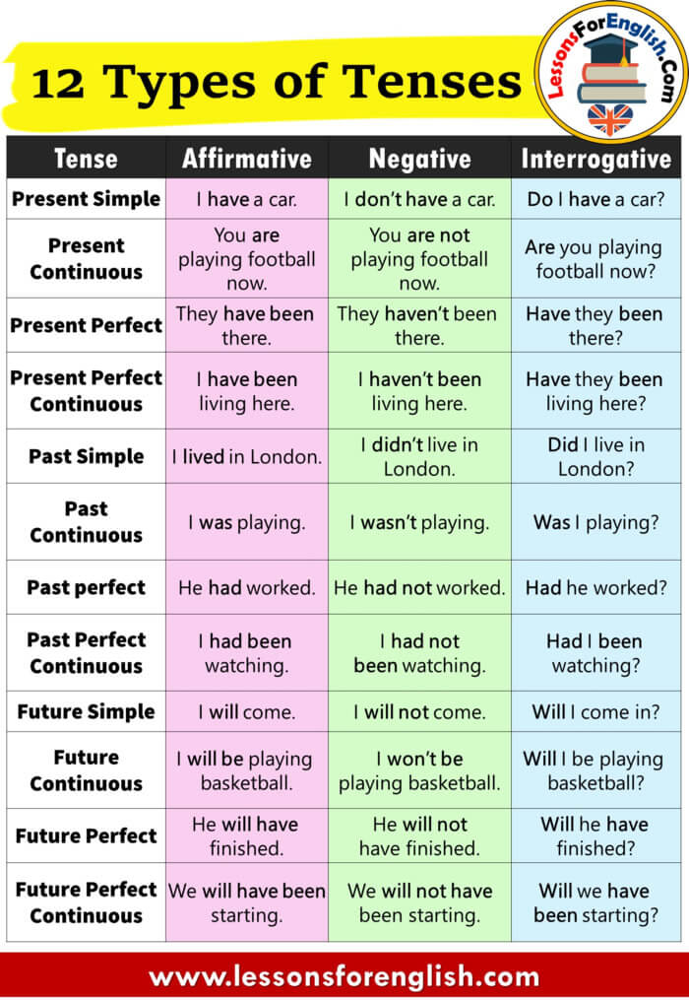 12 Types of Tenses
LessonsForEnglish.Com
Tense Affirmative Negative Interrogative
Present Simple I have a car. I don't have a car. Do I have a car?
Present
Continuous
You are
playing football
now.
You are not
playing football
now.
Are you playing
football now?
Present Perfect
They have been
there.
They haven't been
there.
Have they been
there?
Present Perfect
Continuous
I have been
living here.
I haven't been
living here.
Have they been
living here?
Past Simple
I lived in London.
I didn't live in
London.
Did I live in
London?
Past
Continuous
I was playing.
I wasn't playing.
Was I playing?
Past perfect
He had worked.
He had not worked.
Had he worked?
Past Perfect
Continuous
I had been
watching.
I had not
been watching.
Had I been
watching?
Future Simple
I will come.
I will not come.
Will I come in?
Future
Continuous
I will be playing
basketball.
I won't be
playing basketball.
Will I be playing
basketball?
Future Perfect
He will have
finished.
He will not
have finished.
Will he have
finished?
Future Perfect
Continuous
We will have been
starting.
We will not have
been starting.
Will we have
been starting?
www.lessonsforenglish.com